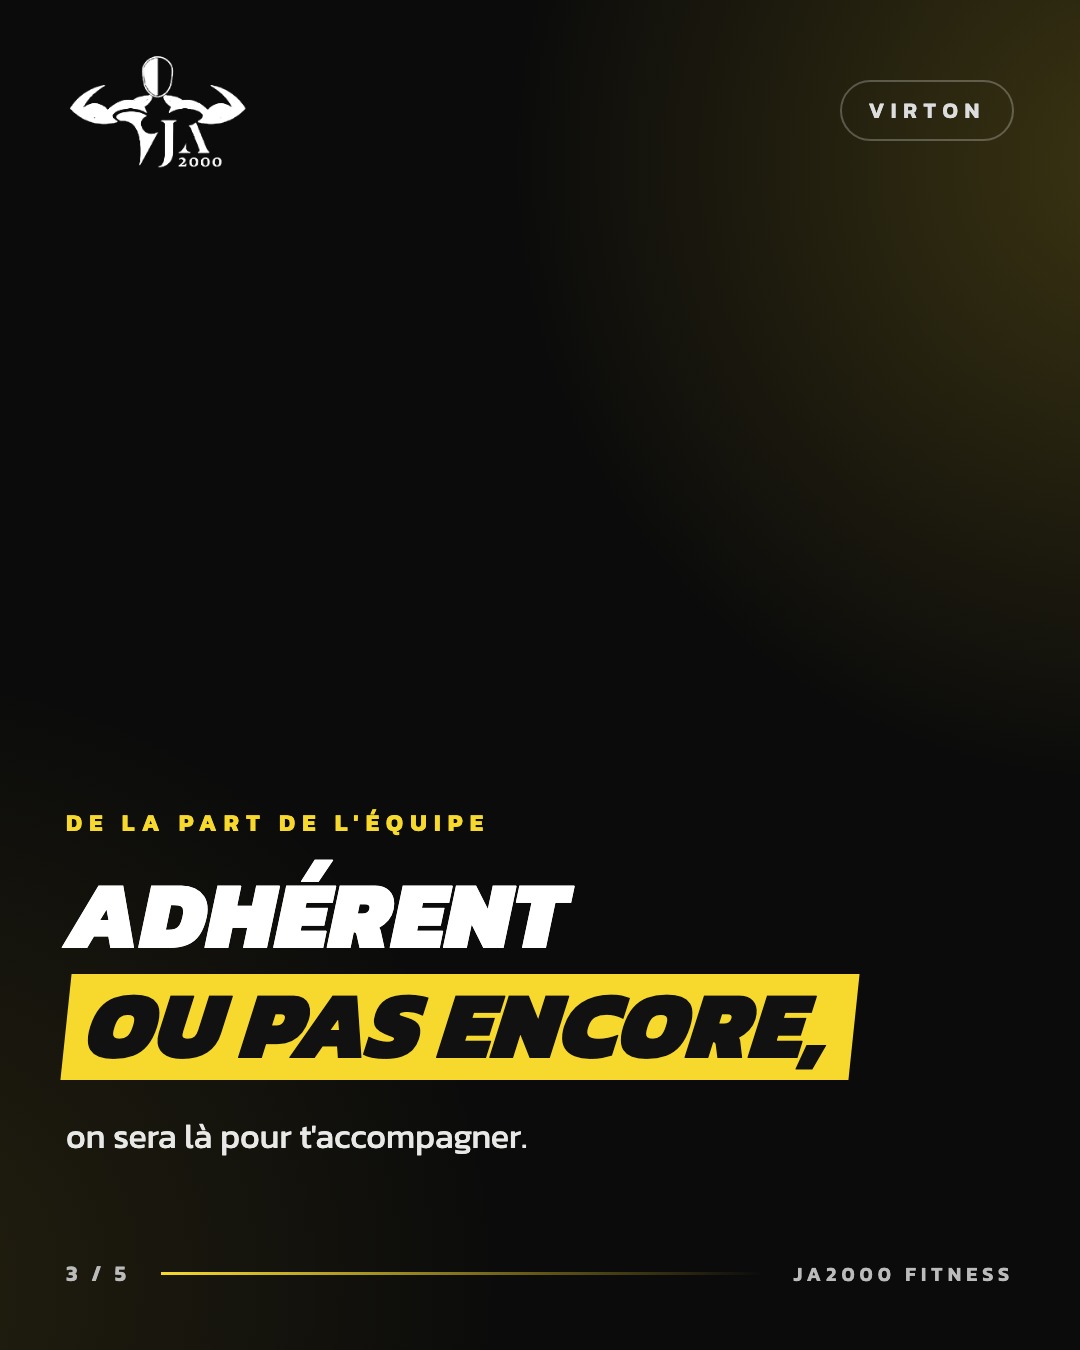 JA
2000
VIRTON
DE LA PART DE L'ÉQUIPE
ADHÉRENT
OU PAS ENCORE,
on sera là pour t'accompagner.
3 / 5
JA2000 FITNESS